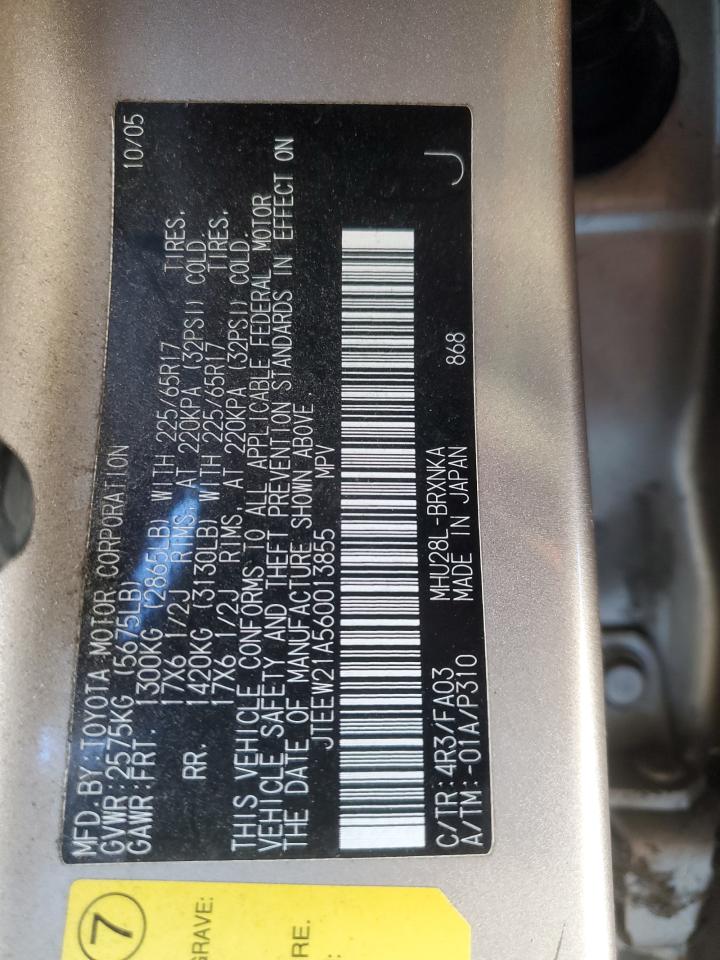 MFD.BY:TOYOTA MOTOR CORPORATION 10/05
GVWR:2575KG (5675LB)
GAWR:FRT. 1300KG (2865LB) WITH 225/65R17 TIRES,
17X6 1/2J RIMS, AT 220KPA (32PSI) COLD.
RR. 1420KG (3130LB) WITH 225/65R17 TIRES,
17X6 1/2J RIMS, AT 220KPA (32PSI) COLD.
THIS VEHICLE CONFORMS TO ALL APPLICABLE FEDERAL MOTOR
VEHICLE SAFETY AND THEFT PREVENTION STANDARDS IN EFFECT ON
THE DATE OF MANUFACTURE SHOWN ABOVE.
JTEEW21A560013855 MPV
C/TR:4R3/FA03 MHU28L-BRXNKA
A/TM:-01A/P310 MADE IN JAPAN 868 J
7
GRAVE:
RE.